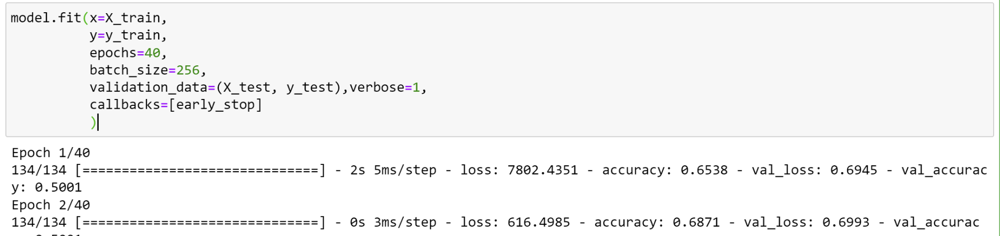 model.fit(x=X_train,
y=y_train,
epochs=40,
batch_size=256,
validation_data=(X_test, y_test),verbose=1,
callbacks=[early_stop]
)
Epoch 1/40
134/134 [==============================] - 2s 5ms/step - loss: 7802.4351 - accuracy: 0.6538 - val_loss: 0.6945 - val_accurac
y: 0.5001
Epoch 2/40
134/134 [==============================] - 0s 3ms/step - loss: 616.4985 - accuracy: 0.6871 - val_loss: 0.6993 - val_accurac